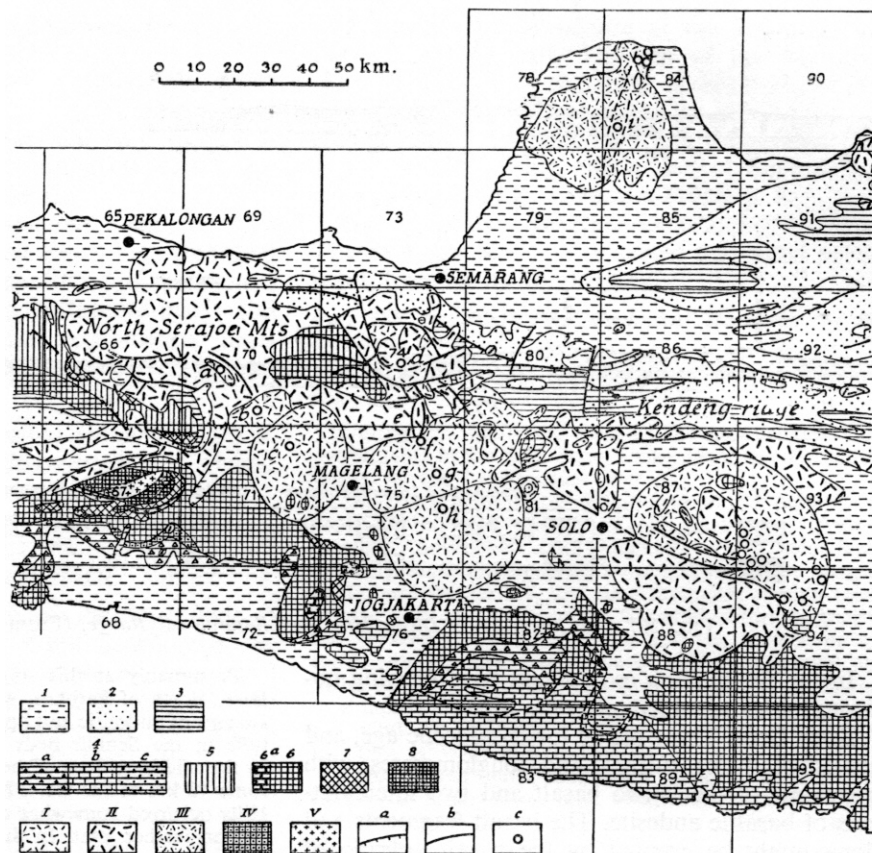 0 10 20 30 40 50 km.
78 84 90
i
65 PEKALONGAN 69 73 79 85 91
SEMARANG
North Serajoe Mts
66 70 74 80 86 92
d
a
b e Kendeng ridge
c f
MAGELANG g 87 93
67 71 75 81
h SOLO
JOGJAKARTA
68 72 76 82 88 94
83 89 95
1 2 3
4
a b c 5 6a 6 7 8
I II III IV V a b c